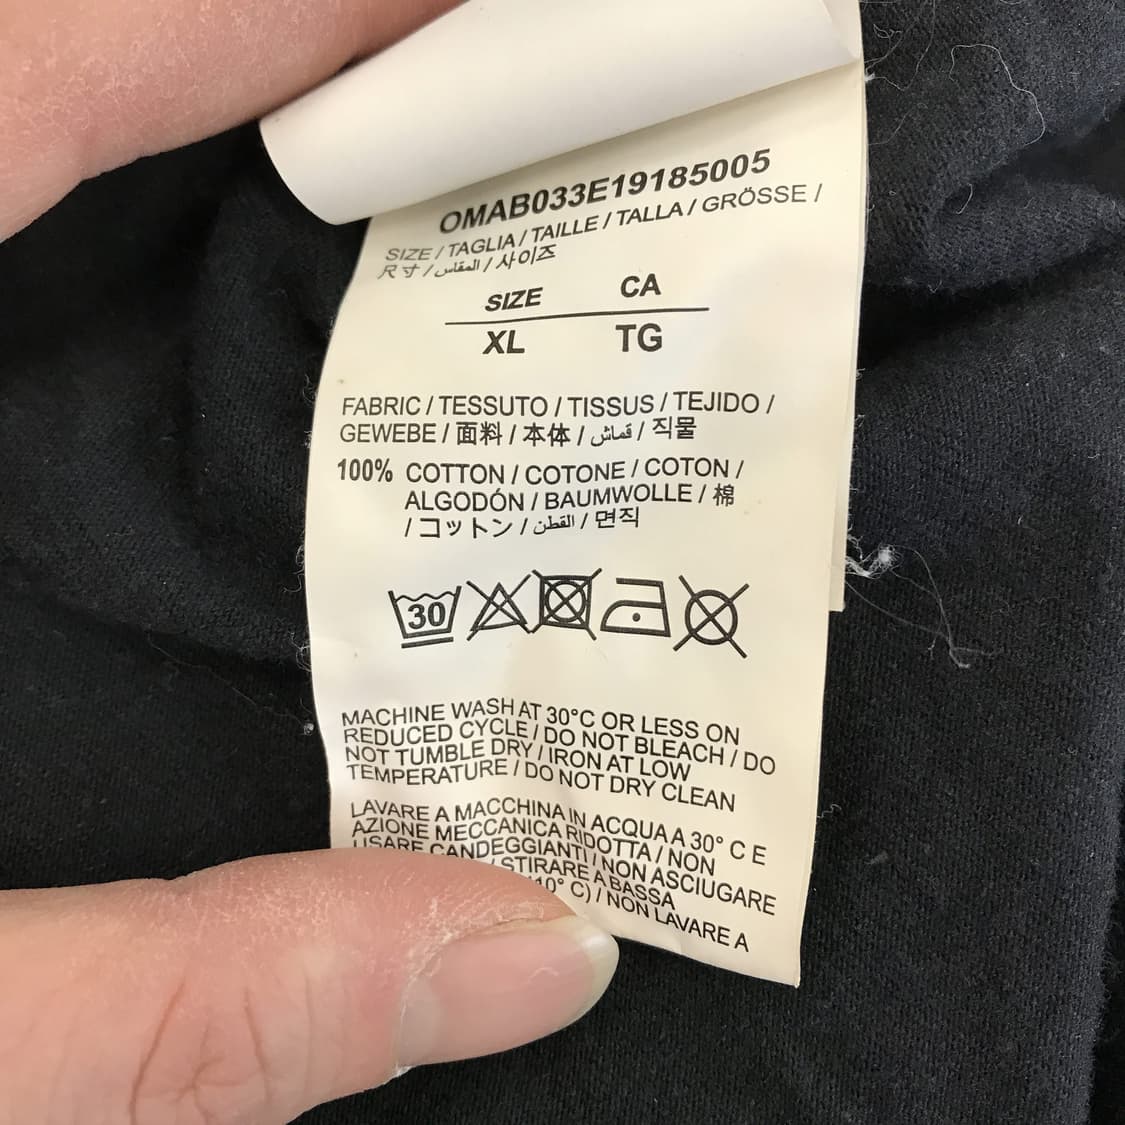 OMAB033E19185005
SIZE / TAGLIA / TAILLE / TALLA / GRÖSSE /
尺寸 / المقاس / 사이즈
SIZE CA
XL TG
FABRIC / TESSUTO / TISSUS / TEJIDO /
GEWEBE / 面料 / 本体 / قماش / 직물
100% COTTON / COTONE / COTON /
ALGODÓN / BAUMWOLLE / 棉
/ コットン / القطن / 면직
30
MACHINE WASH AT 30°C OR LESS ON
REDUCED CYCLE / DO NOT BLEACH / DO
NOT TUMBLE DRY / IRON AT LOW
TEMPERATURE / DO NOT DRY CLEAN
LAVARE A MACCHINA IN ACQUA A 30° C E
AZIONE MECCANICA RIDOTTA / NON
USARE CANDEGGIANTI / NON ASCIUGARE
/ STIRARE A BASSA
C) / NON LAVARE A